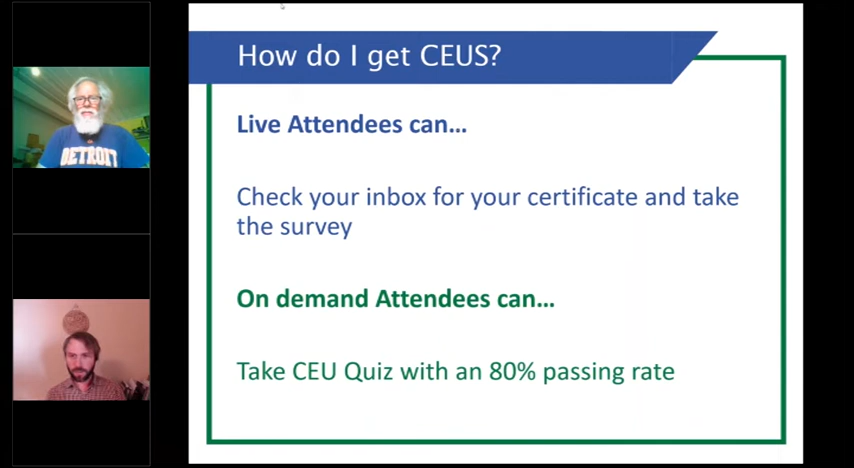 How do I get CEUS?
Live Attendees can...
Check your inbox for your certificate and take
the survey
On demand Attendees can...
Take CEU Quiz with an 80% passing rate
DETROIT